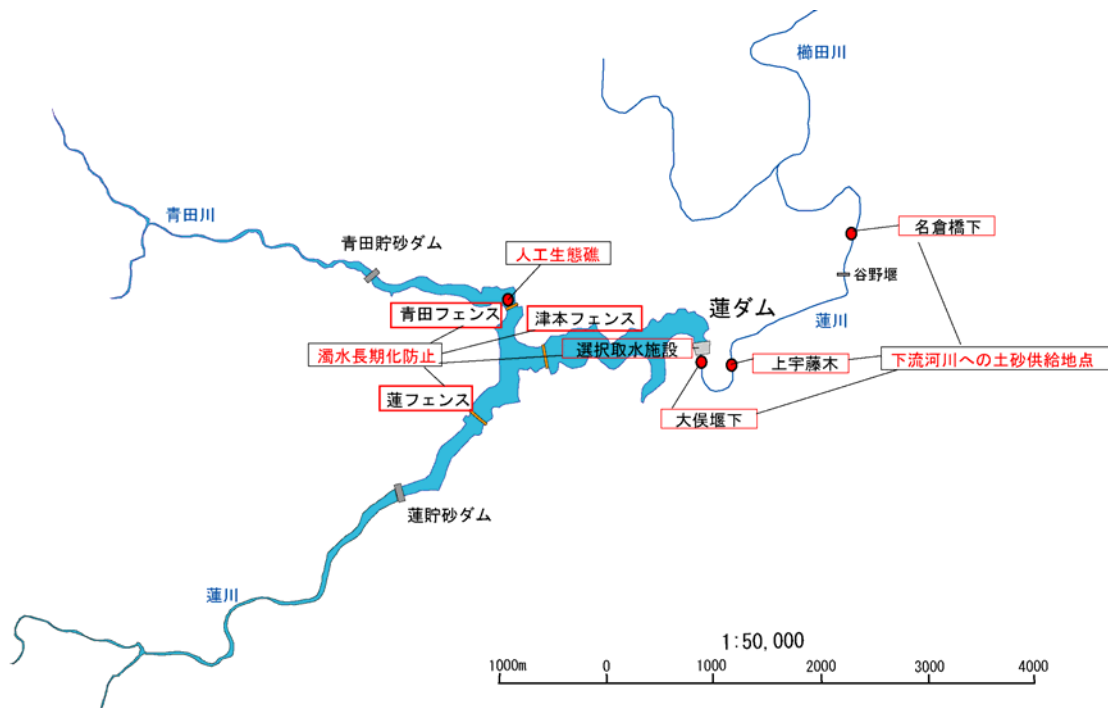 櫛田川
青田川
名倉橋下
青田貯砂ダム
人工生態礁
谷野堰
蓮ダム
青田フェンス
津本フェンス
蓮川
濁水長期化防止
選択取水施設
上宇藤木
下流河川への土砂供給地点
蓮フェンス
大俣堰下
蓮貯砂ダム
蓮川
1:50,000
1000m 0 1000 2000 3000 4000